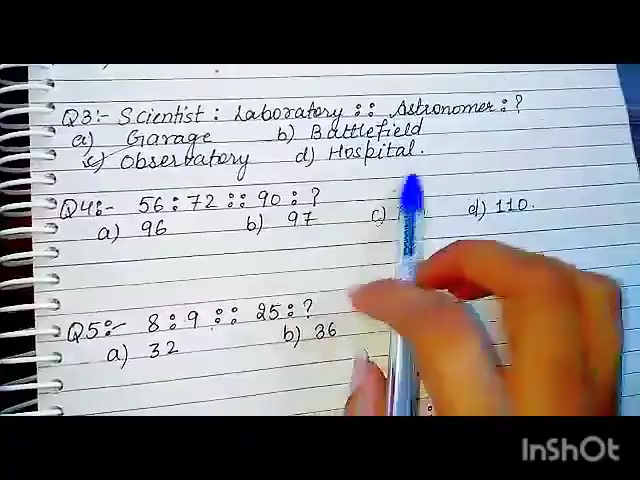 Q3:- Scientist : Laboratory :: Astronomer : ?
a) Garage b) Battlefield
c) Observatory d) Hospital.
Q4:- 56 : 72 :: 90 : ?
a) 96 b) 97 c) d) 110.
Q5:- 8 : 9 :: 25 : ?
a) 32 b) 36
InShOt